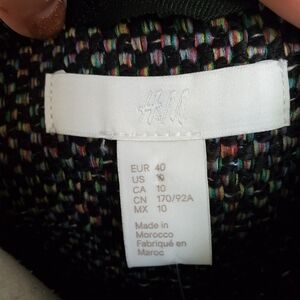 H&M
EUR 40
US 10
CA 10
CN 170/92A
MX 10
Made in
Morocco
Fabriqué en
Maroc